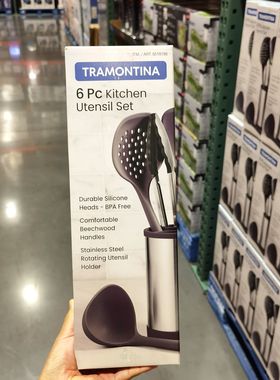 TRAMONTINA
6 Pc Kitchen
Utensil Set
Durable Silicone
Heads - BPA Free
Comfortable
Beechwood
Handles
Stainless Steel
Rotating Utensil
Holder